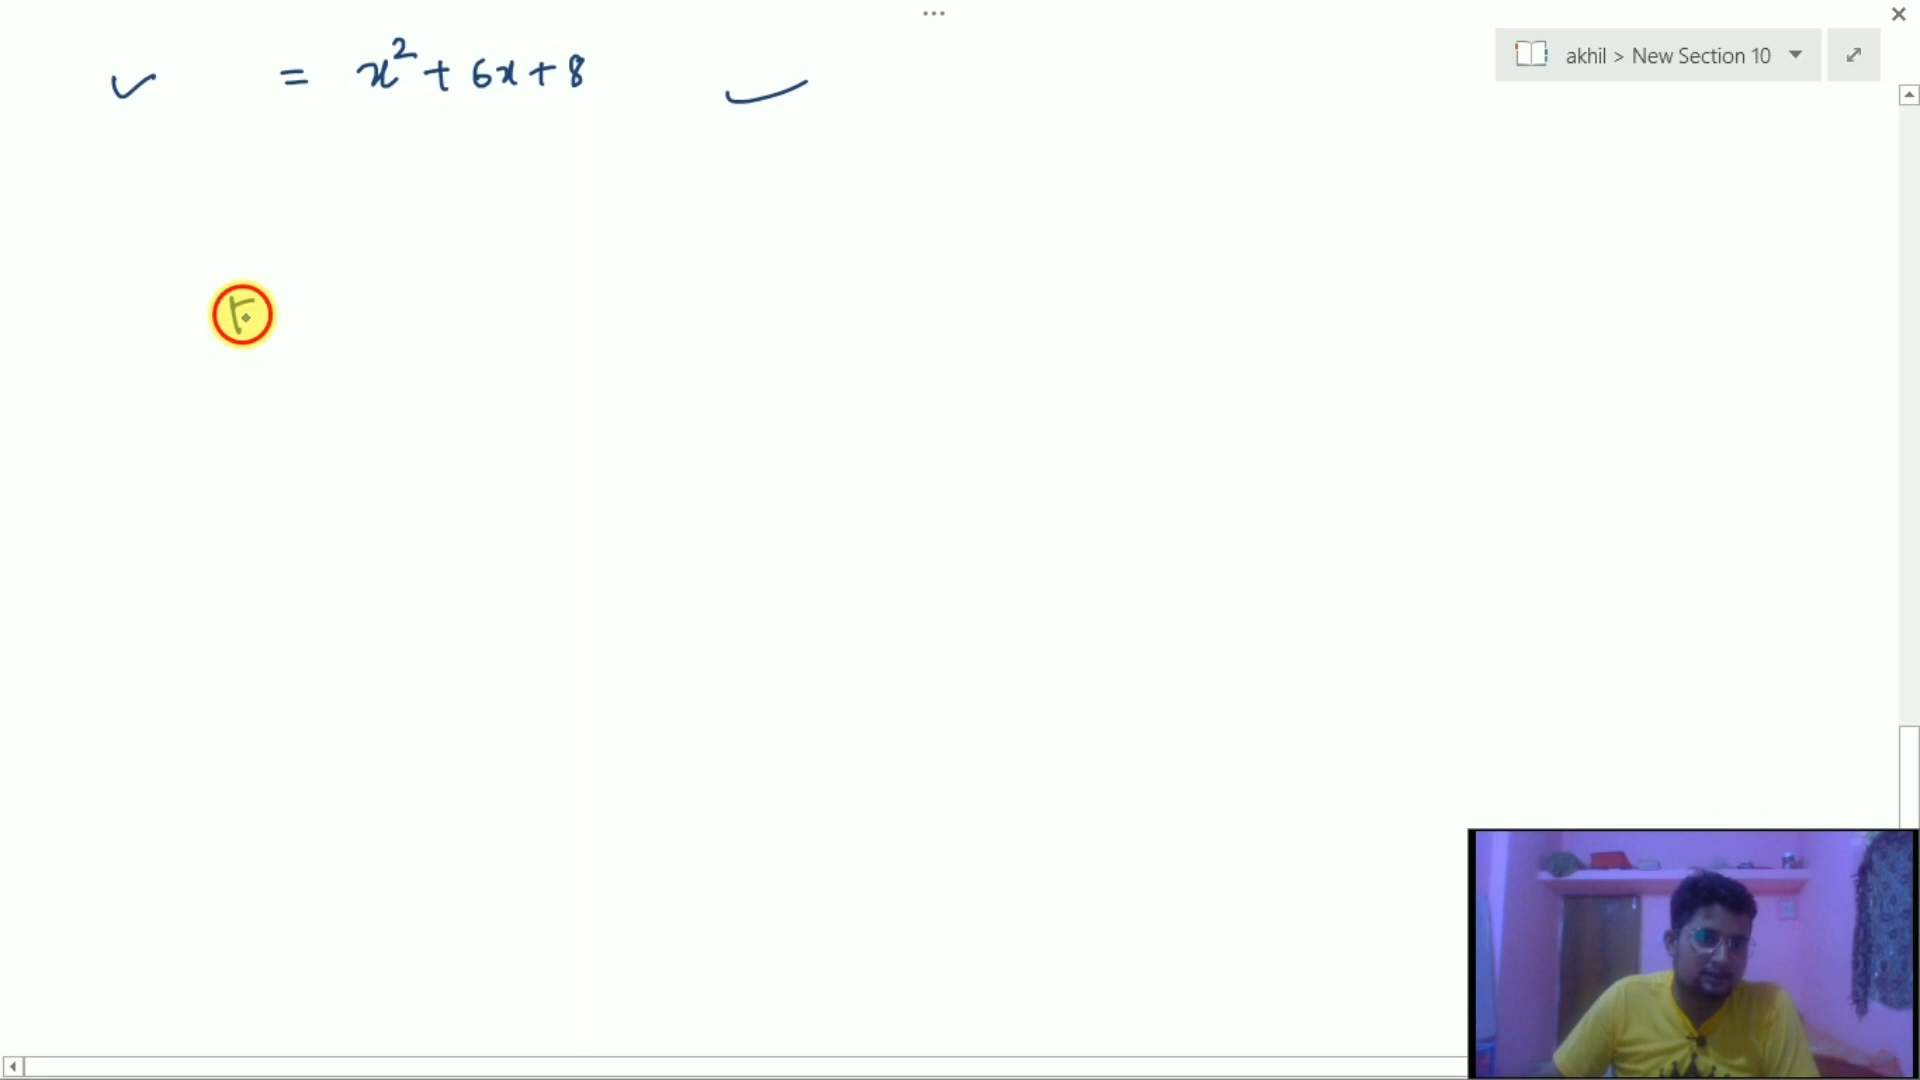 = x² + 6x + 8
akhil > New Section 10